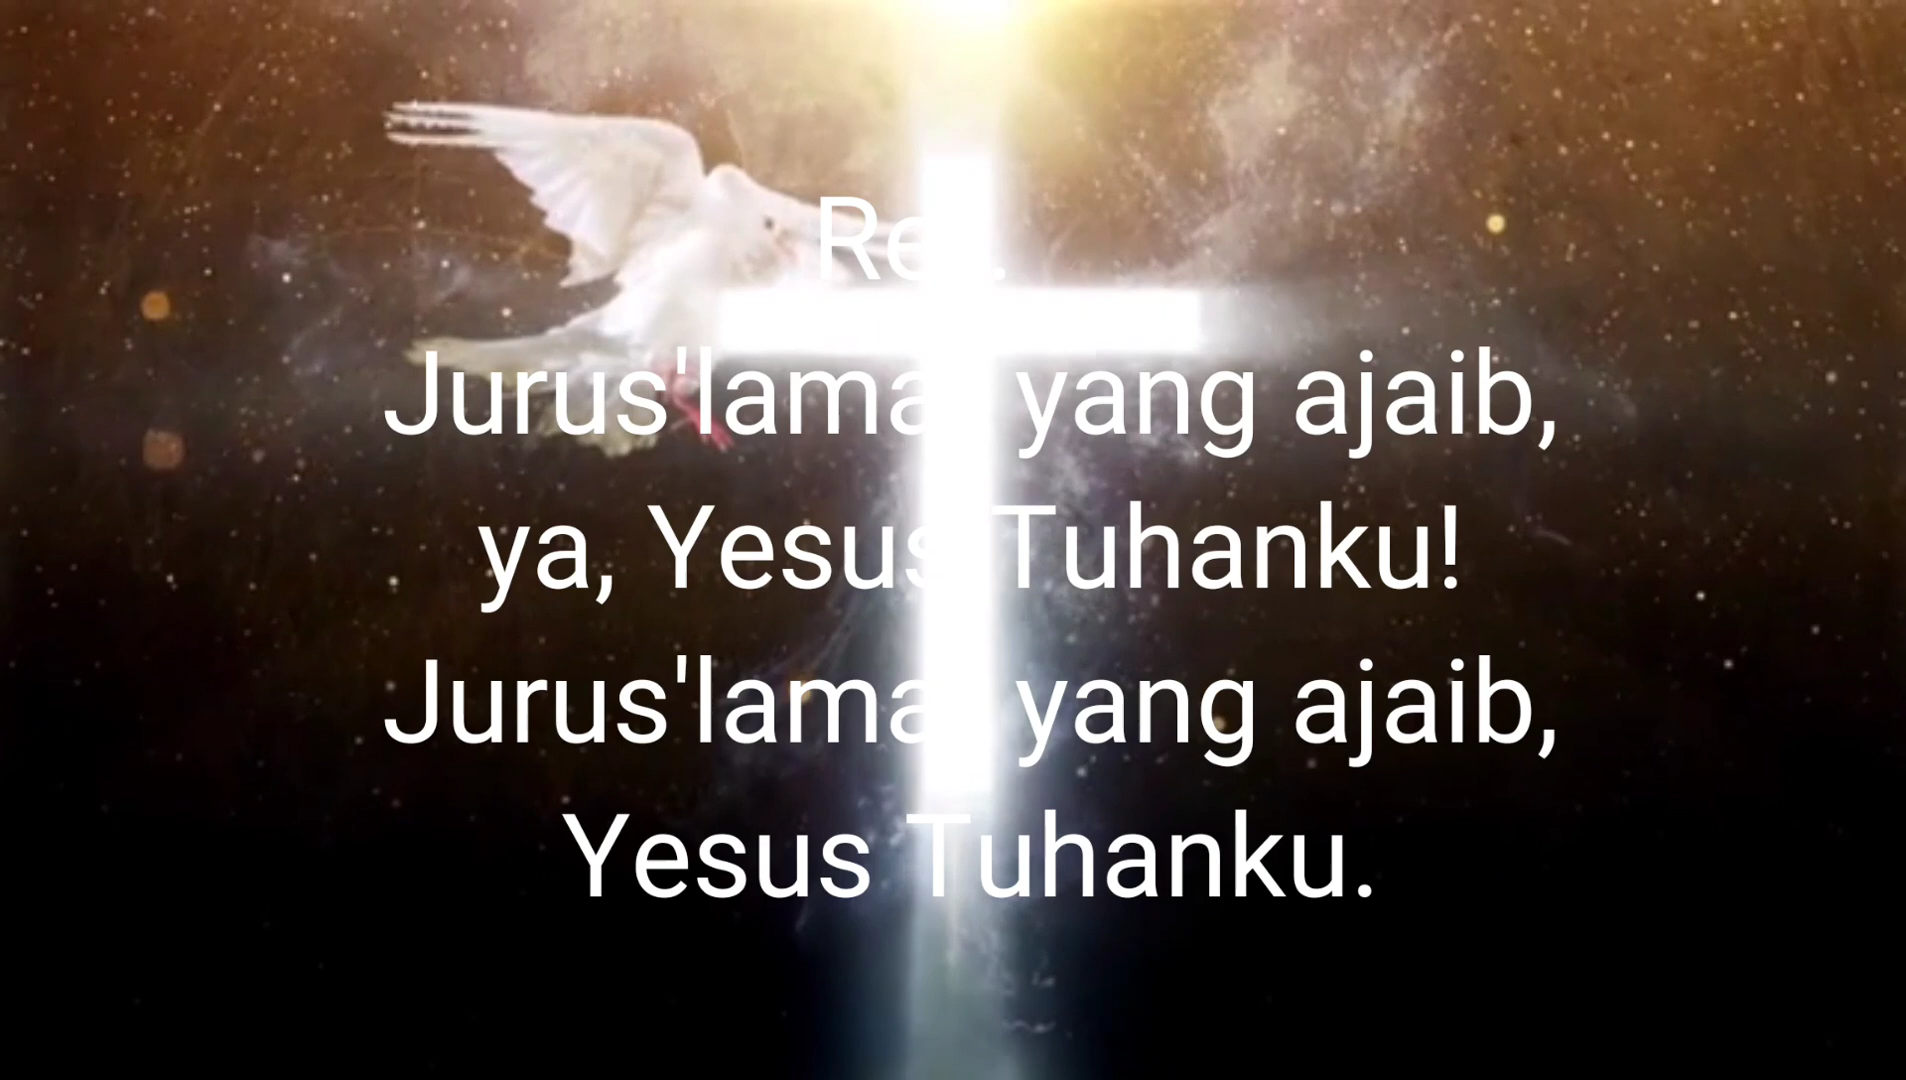 Jurus'lamat yang ajaib,
ya, Yesus Tuhanku!
Jurus'lamat yang ajaib,
Yesus Tuhanku.